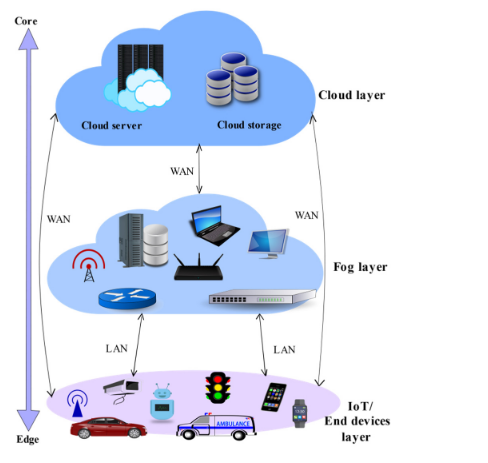 Core
Cloud layer
Cloud server
Cloud storage
WAN
WAN
WAN
Fog layer
LAN
LAN
IoT/
End devices
layer
AMBULANCE
Edge